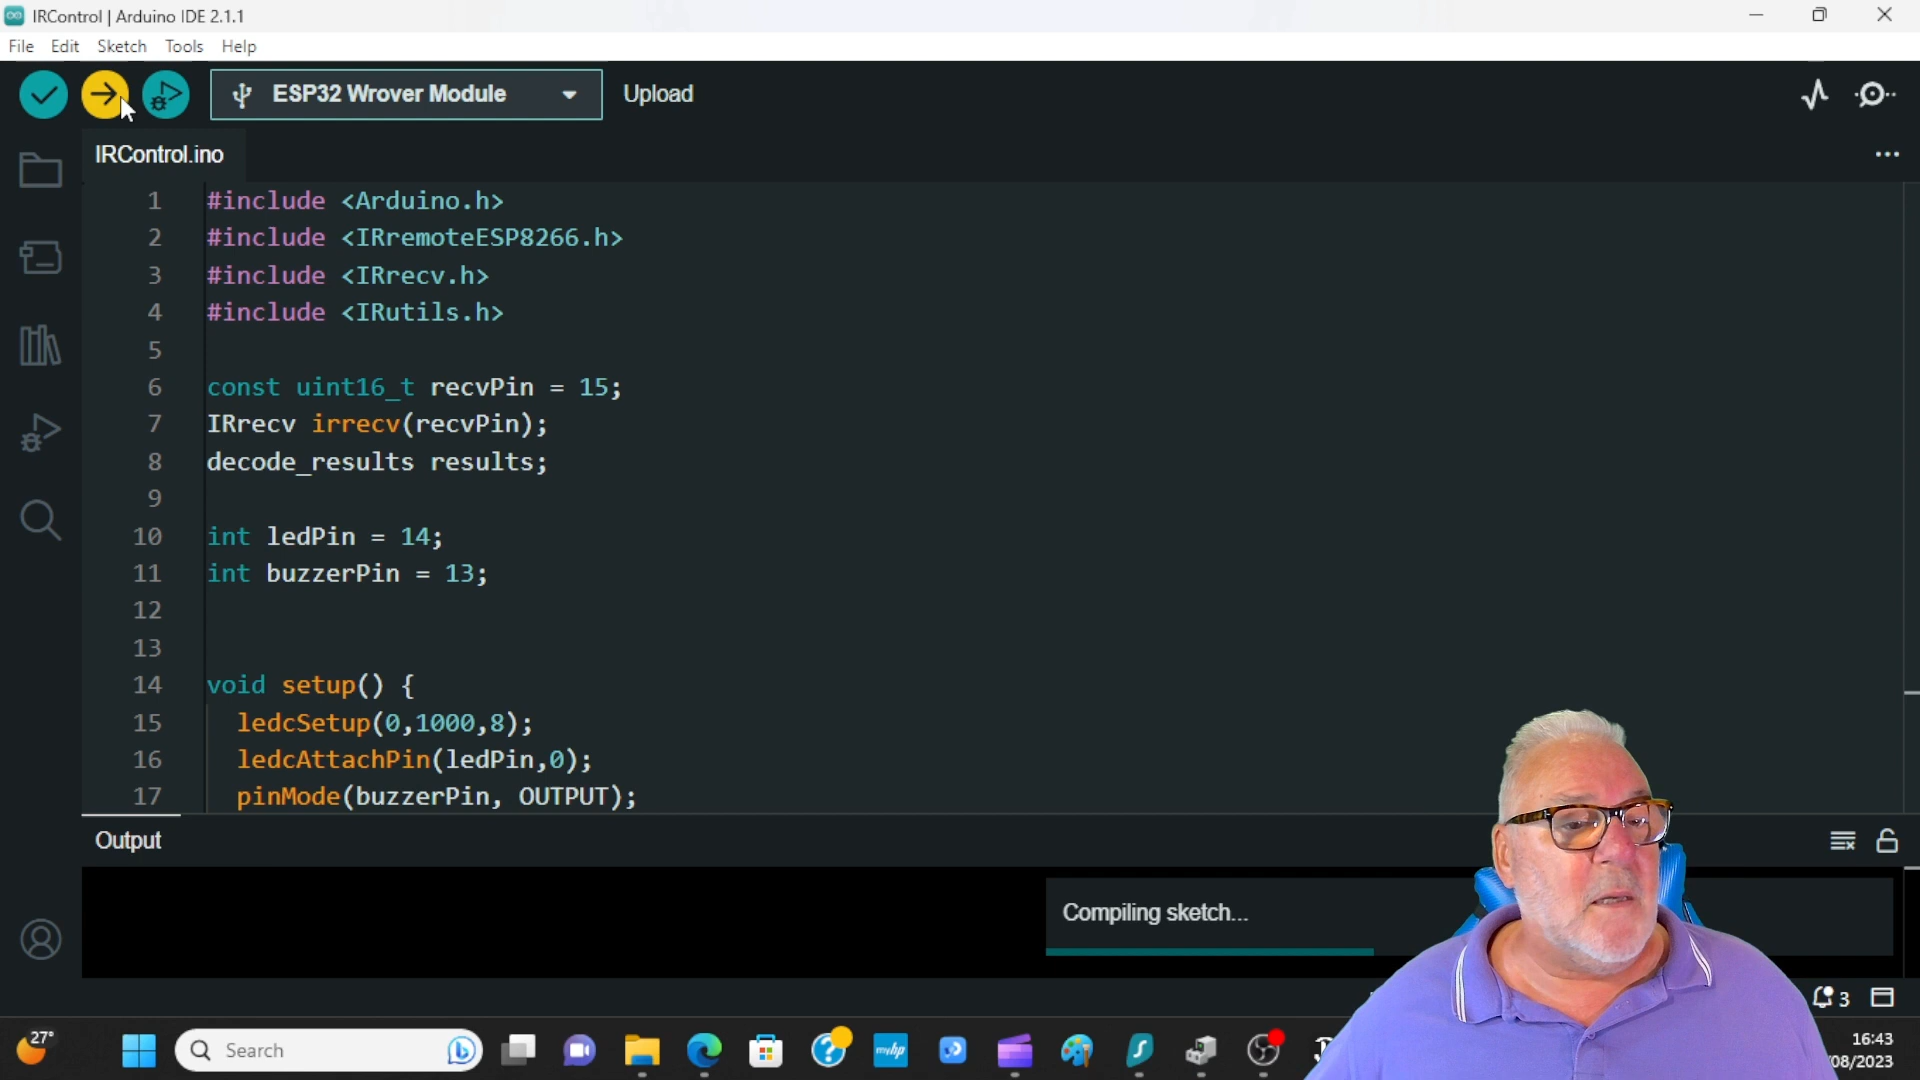 IRControl | Arduino IDE 2.1.1
File Edit Sketch Tools Help
ESP32 Wrover Module
Upload
IRControl.ino
1 #include <Arduino.h>
2 #include <IRremoteESP8266.h>
3 #include <IRrecv.h>
4 #include <IRutils.h>
5
6 const uint16_t recvPin = 15;
7 IRrecv irrecv(recvPin);
8 decode_results results;
9
10 int ledPin = 14;
11 int buzzerPin = 13;
12
13
14 void setup() {
15 ledcSetup(0,1000,8);
16 ledcAttachPin(ledPin,0);
17 pinMode(buzzerPin, OUTPUT);
Output
Compiling sketch...
3
27°
Search
myhp
16:43
08/2023